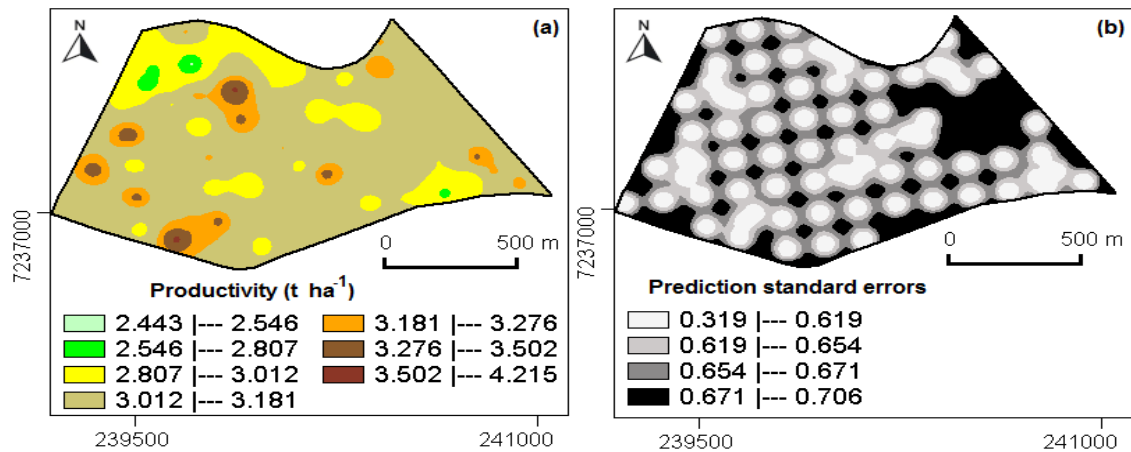 N
(a)
7237000
0 500 m
Productivity (t ha⁻¹)
2.443 |--- 2.546
2.546 |--- 2.807
2.807 |--- 3.012
3.012 |--- 3.181
3.181 |--- 3.276
3.276 |--- 3.502
3.502 |--- 4.215
239500 241000
N
(b)
7237000
0 500 m
Prediction standard errors
0.319 |--- 0.619
0.619 |--- 0.654
0.654 |--- 0.671
0.671 |--- 0.706
239500 241000